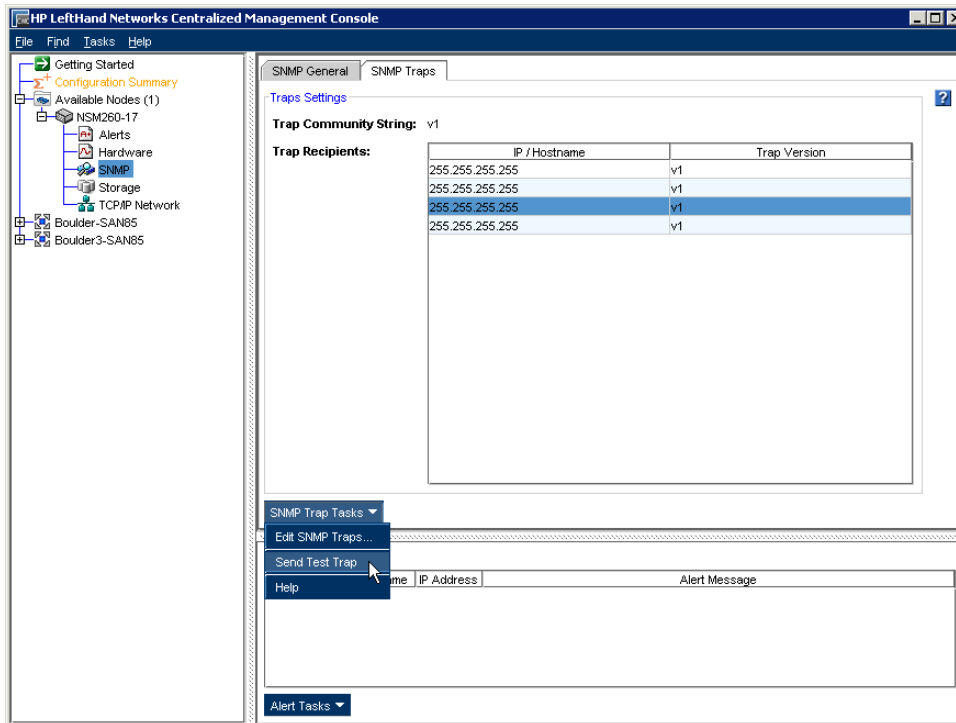 HP LeftHand Networks Centralized Management Console
File Find Tasks Help
Getting Started
Configuration Summary
Available Nodes (1)
NSM260-17
Alerts
Hardware
SNMP
Storage
TCP/IP Network
Boulder-SAN85
Boulder3-SAN85
SNMP General SNMP Traps
Traps Settings
?
Trap Community String: v1
Trap Recipients:
IP / Hostname Trap Version
255.255.255.255 v1
255.255.255.255 v1
255.255.255.255 v1
255.255.255.255 v1
SNMP Trap Tasks
Edit SNMP Traps...
Send Test Trap
Help
IP Address Alert Message
Alert Tasks